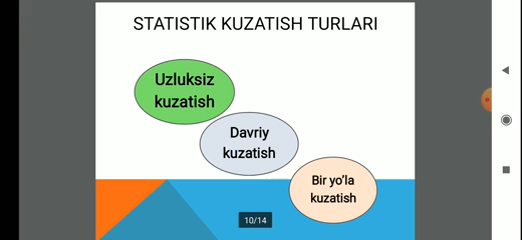 STATISTIK KUZATISH TURLARI
Uzluksiz
kuzatish
Davriy
kuzatish
Bir yo'la
kuzatish
10/14